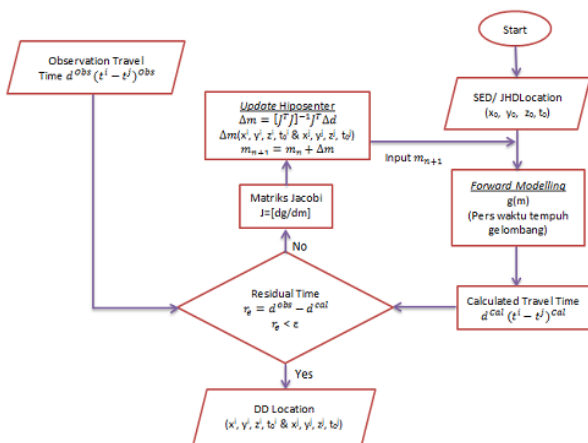 Start
Observation Travel
Time d^Obs (t^i − t^j)^Obs
SED/ JHDLocation
(x₀, y₀, z₀, t₀)
Update Hiposenter
Δm = [J^T J]^−1 J^T Δd
Δm(x^i, y^i, z^i, t₀^i & x^j, y^j, z^j, t₀^j)
m_n+1 = m_n + Δm
Input m_n+1
Forward Modelling
g(m)
(Pers waktu tempuh
gelombang)
Matriks Jacobi
J=[dg/dm]
No
Residual Time
r_e = d^obs − d^cal
r_e < ε
Calculated Travel Time
d^Cal (t^i − t^j)^Cal
Yes
DD Location
(x^i, y^i, z^i, t₀^i & x^j, y^j, z^j, t₀^j)